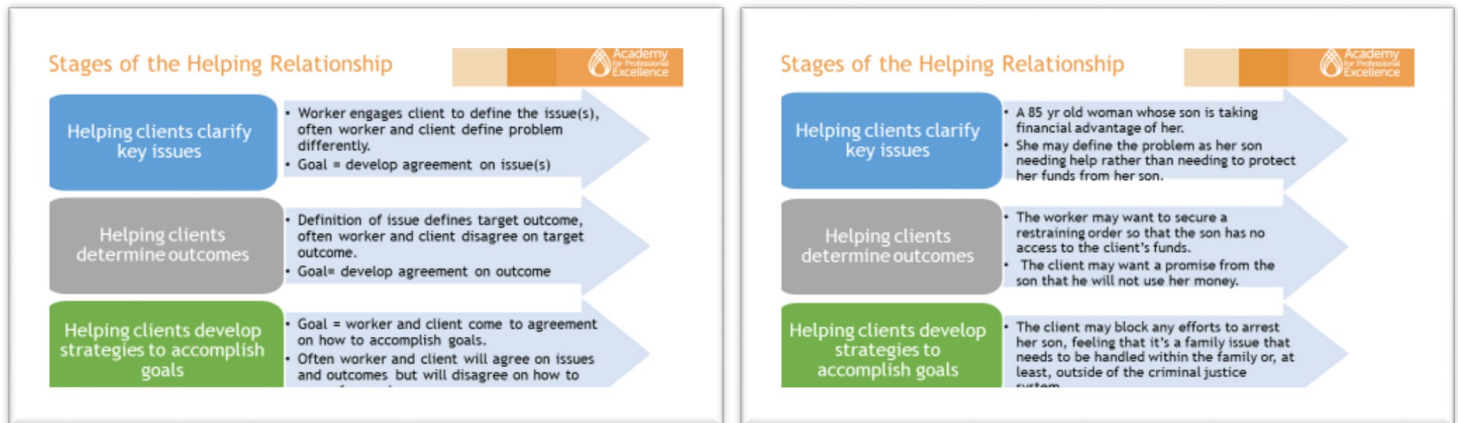 Stages of the Helping Relationship
Academy
for Professional
Excellence
Helping clients clarify
key issues
• Worker engages client to define the issue(s),
often worker and client define problem
differently.
• Goal = develop agreement on issue(s)
Helping clients
determine outcomes
• Definition of issue defines target outcome,
often worker and client disagree on target
outcome.
• Goal= develop agreement on outcome
Helping clients develop
strategies to accomplish
goals
• Goal = worker and client come to agreement
on how to accomplish goals.
• Often worker and client will agree on issues
and outcomes but will disagree on how to
Stages of the Helping Relationship
Academy
for Professional
Excellence
Helping clients clarify
key issues
• A 85 yr old woman whose son is taking
financial advantage of her.
• She may define the problem as her son
needing help rather than needing to protect
her funds from her son.
Helping clients
determine outcomes
• The worker may want to secure a
restraining order so that the son has no
access to the client's funds.
• The client may want a promise from the
son that he will not use her money.
Helping clients develop
strategies to
accomplish goals
• The client may block any efforts to arrest
her son, feeling that it's a family issue that
needs to be handled within the family or, at
least, outside of the criminal justice
system